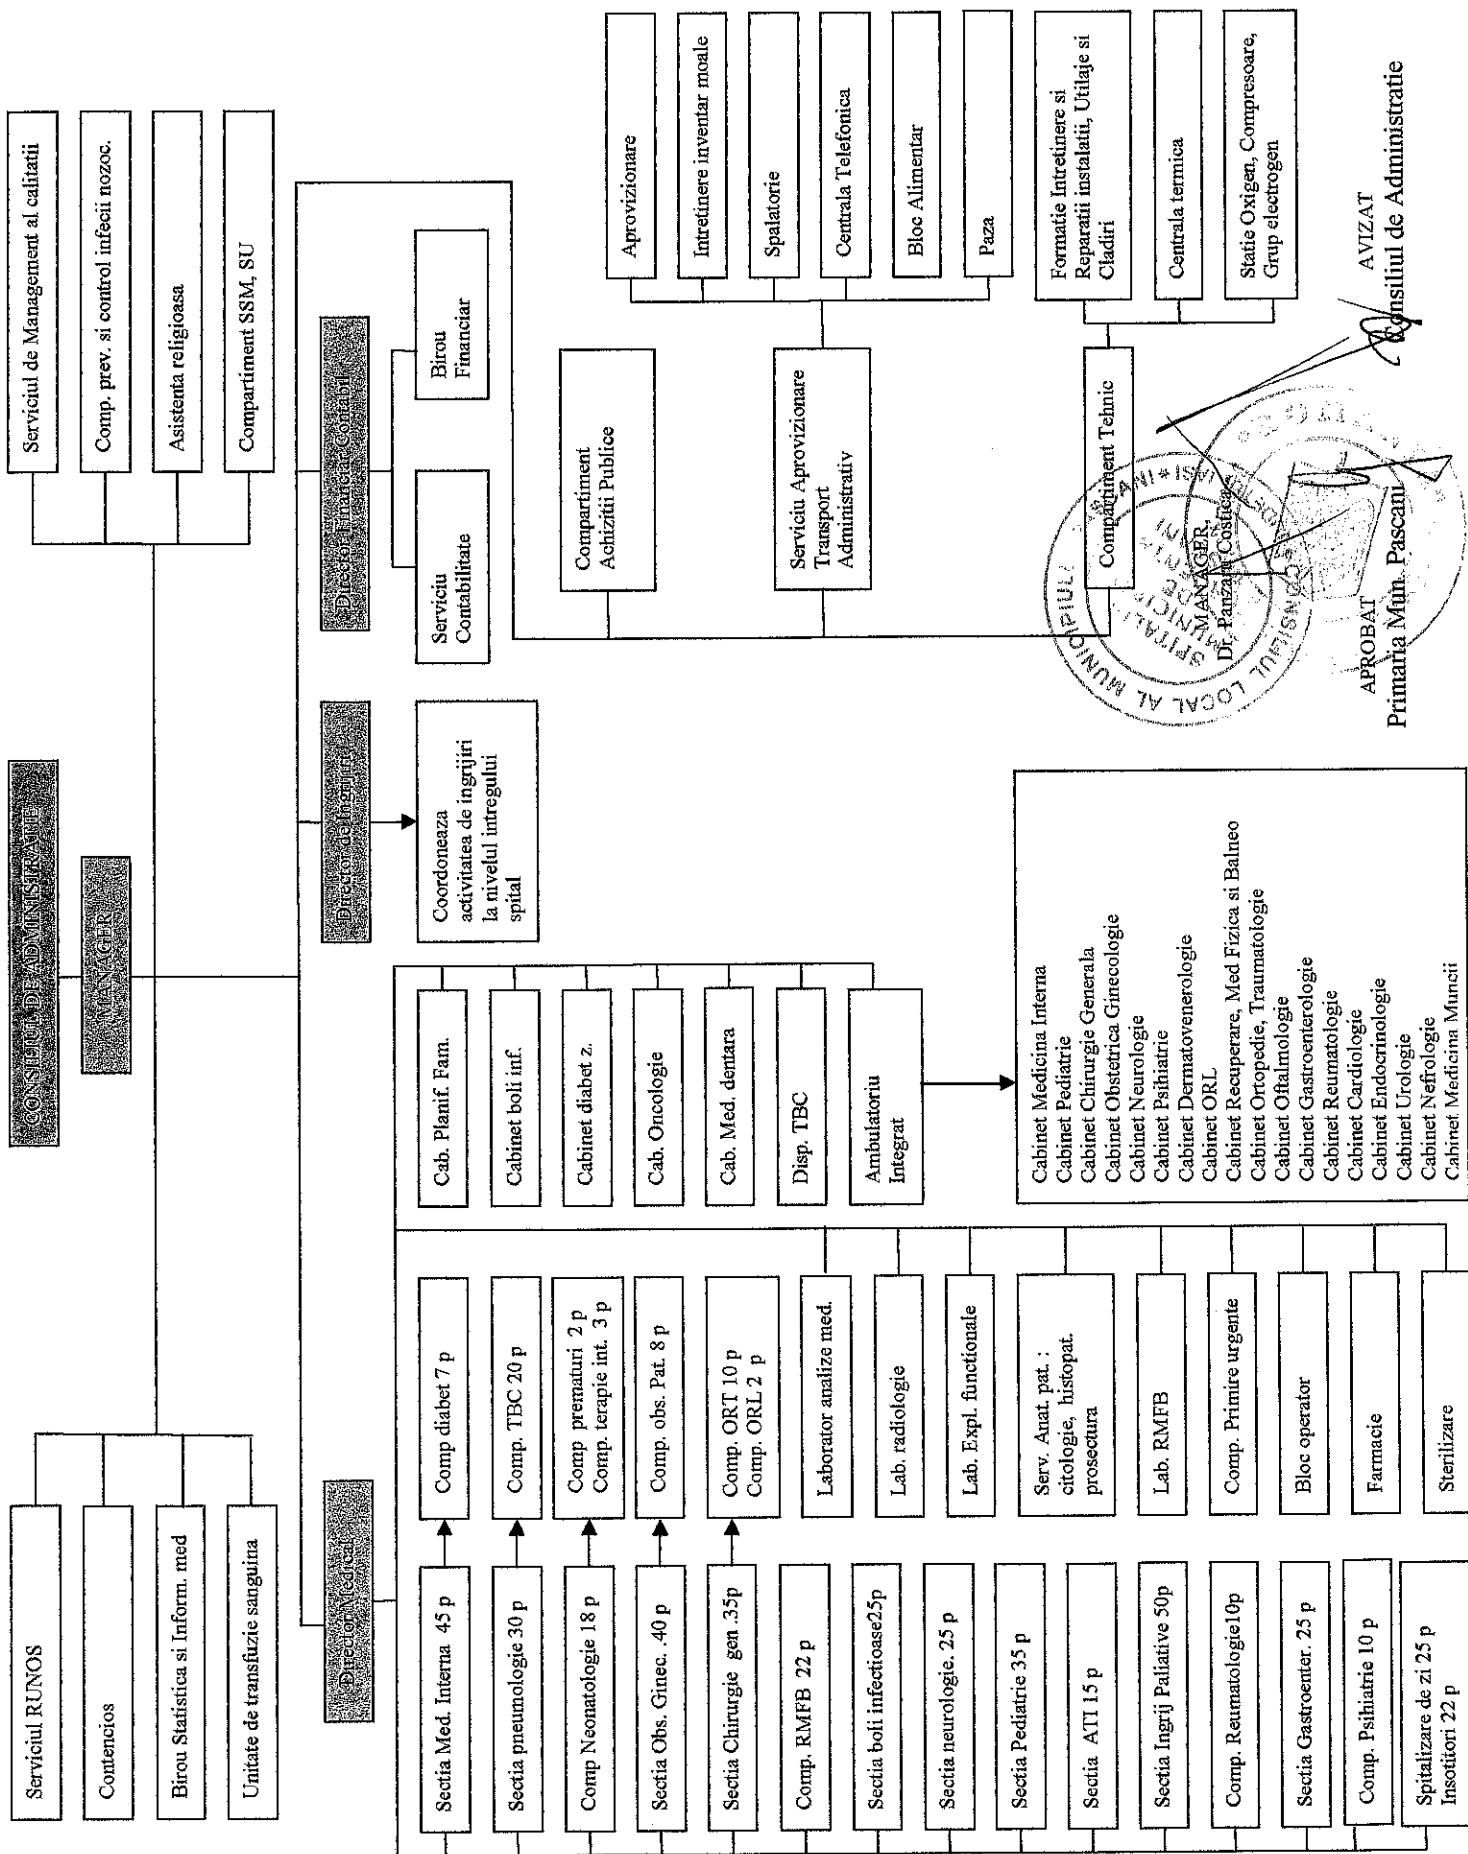 CONSILIUL DE ADMINISTRATIE
MANAGER
Serviciul RUNOS
Contencios
Birou Statistica si Inform. med
Unitate de transfuzie sanguina
Serviciul de Management al calitatii
Comp. prev. si control infecii nozoc.
Asistenta religioasa
Compartiment SSM, SU
Director Medical
Director de Ingrijiri
Director Financiar Contabil
Sectia Med. Interna 45 p
Comp diabet 7 p
Sectia pneumologie 30 p
Comp. TBC 20 p
Comp Neonatologie 18 p
Comp prematuri 2 p
Comp. terapie int. 3 p
Sectia Obs. Ginec. .40 p
Comp. obs. Pat. 8 p
Sectia Chirurgie gen .35p
Comp. ORT 10 p
Comp. ORL 2 p
Comp. RMFB 22 p
Sectia boli infectioase25p
Sectia neurologie. 25 p
Sectia Pediatrie 35 p
Sectia ATI 15 p
Sectia Ingrij Paliative 50p
Comp. Reumatologie10p
Sectia Gastroenter. 25 p
Comp. Psihiatrie 10 p
Spitalizare de zi 25 p
Insotitori 22 p
Laborator analize med.
Lab. radiologie
Lab. Expl. functionale
Serv. Anat. pat. :
citologie, histopat.
prosectura
Lab. RMFB
Comp. Primire urgente
Bloc operator
Farmacie
Sterilizare
Cab. Planif. Fam.
Cabinet boli inf.
Cabinet diabet z.
Cab. Oncologie
Cab. Med. dentara
Disp. TBC
Ambulatoriu
Integrat
Cabinet Medicina Interna
Cabinet Pediatrie
Cabinet Chirurgie Generala
Cabinet Obstetrica Ginecologie
Cabinet Neurologie
Cabinet Psihiatrie
Cabinet Dermatovenerologie
Cabinet ORL
Cabinet Recuperare, Med Fizica si Balneo
Cabinet Ortopedie, Traumatologie
Cabinet Oftalmologie
Cabinet Gastroenterologie
Cabinet Reumatologie
Cabinet Cardiologie
Cabinet Endocrinologie
Cabinet Urologie
Cabinet Nefrologie
Cabinet Medicina Muncii
Coordoneaza
activitatea de ingrijiri
la nivelul intregului
spital
Serviciu
Contabilitate
Birou
Financiar
Compartiment
Achizitii Publice
Serviciu Aprovizionare
Transport
Administrativ
Compartiment Tehnic
Aprovizionare
Intretinere inventar moale
Spalatorie
Centrala Telefonica
Bloc Alimentar
Paza
Formatie Intretinere si
Reparatii instalatii, Utilaje si
Cladiri
Centrala termica
Statie Oxigen, Compresoare,
Grup electrogen
MANAGER,
Dr. Panzaru Costica
CONSILIUL LOCAL AL MUNICIPIUL
APROBAT
Primaria Mun. Pascani
AVIZAT
Consiliul de Administratie